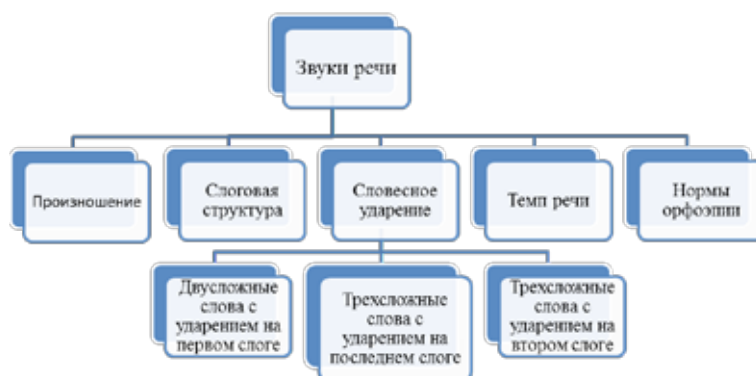 Звуки речи
Произношение
Слоговая
структура
Словесное
ударение
Темп речи
Нормы
орфоэпии
Двусложные
слова с
ударением на
первом слоге
Трехсложные
слова с
ударением на
последнем слоге
Трехсложные
слова с
ударением на
втором слоге